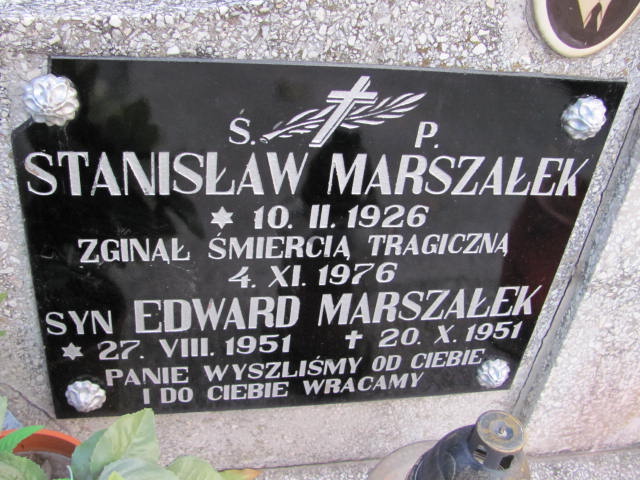 Ś. P.
STANISŁAW MARSZAŁEK
* 10. II. 1926
ZGINĄŁ ŚMIERCIĄ TRAGICZNĄ
4. XI. 1976
SYN EDWARD MARSZAŁEK
* 27. VIII. 1951 † 20. X. 1951
PANIE WYSZLIŚMY OD CIEBIE
I DO CIEBIE WRACAMY